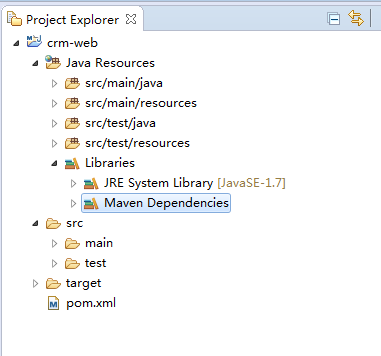 Project Explorer
crm-web
Java Resources
src/main/java
src/main/resources
src/test/java
src/test/resources
Libraries
JRE System Library [JavaSE-1.7]
Maven Dependencies
src
main
test
target
pom.xml